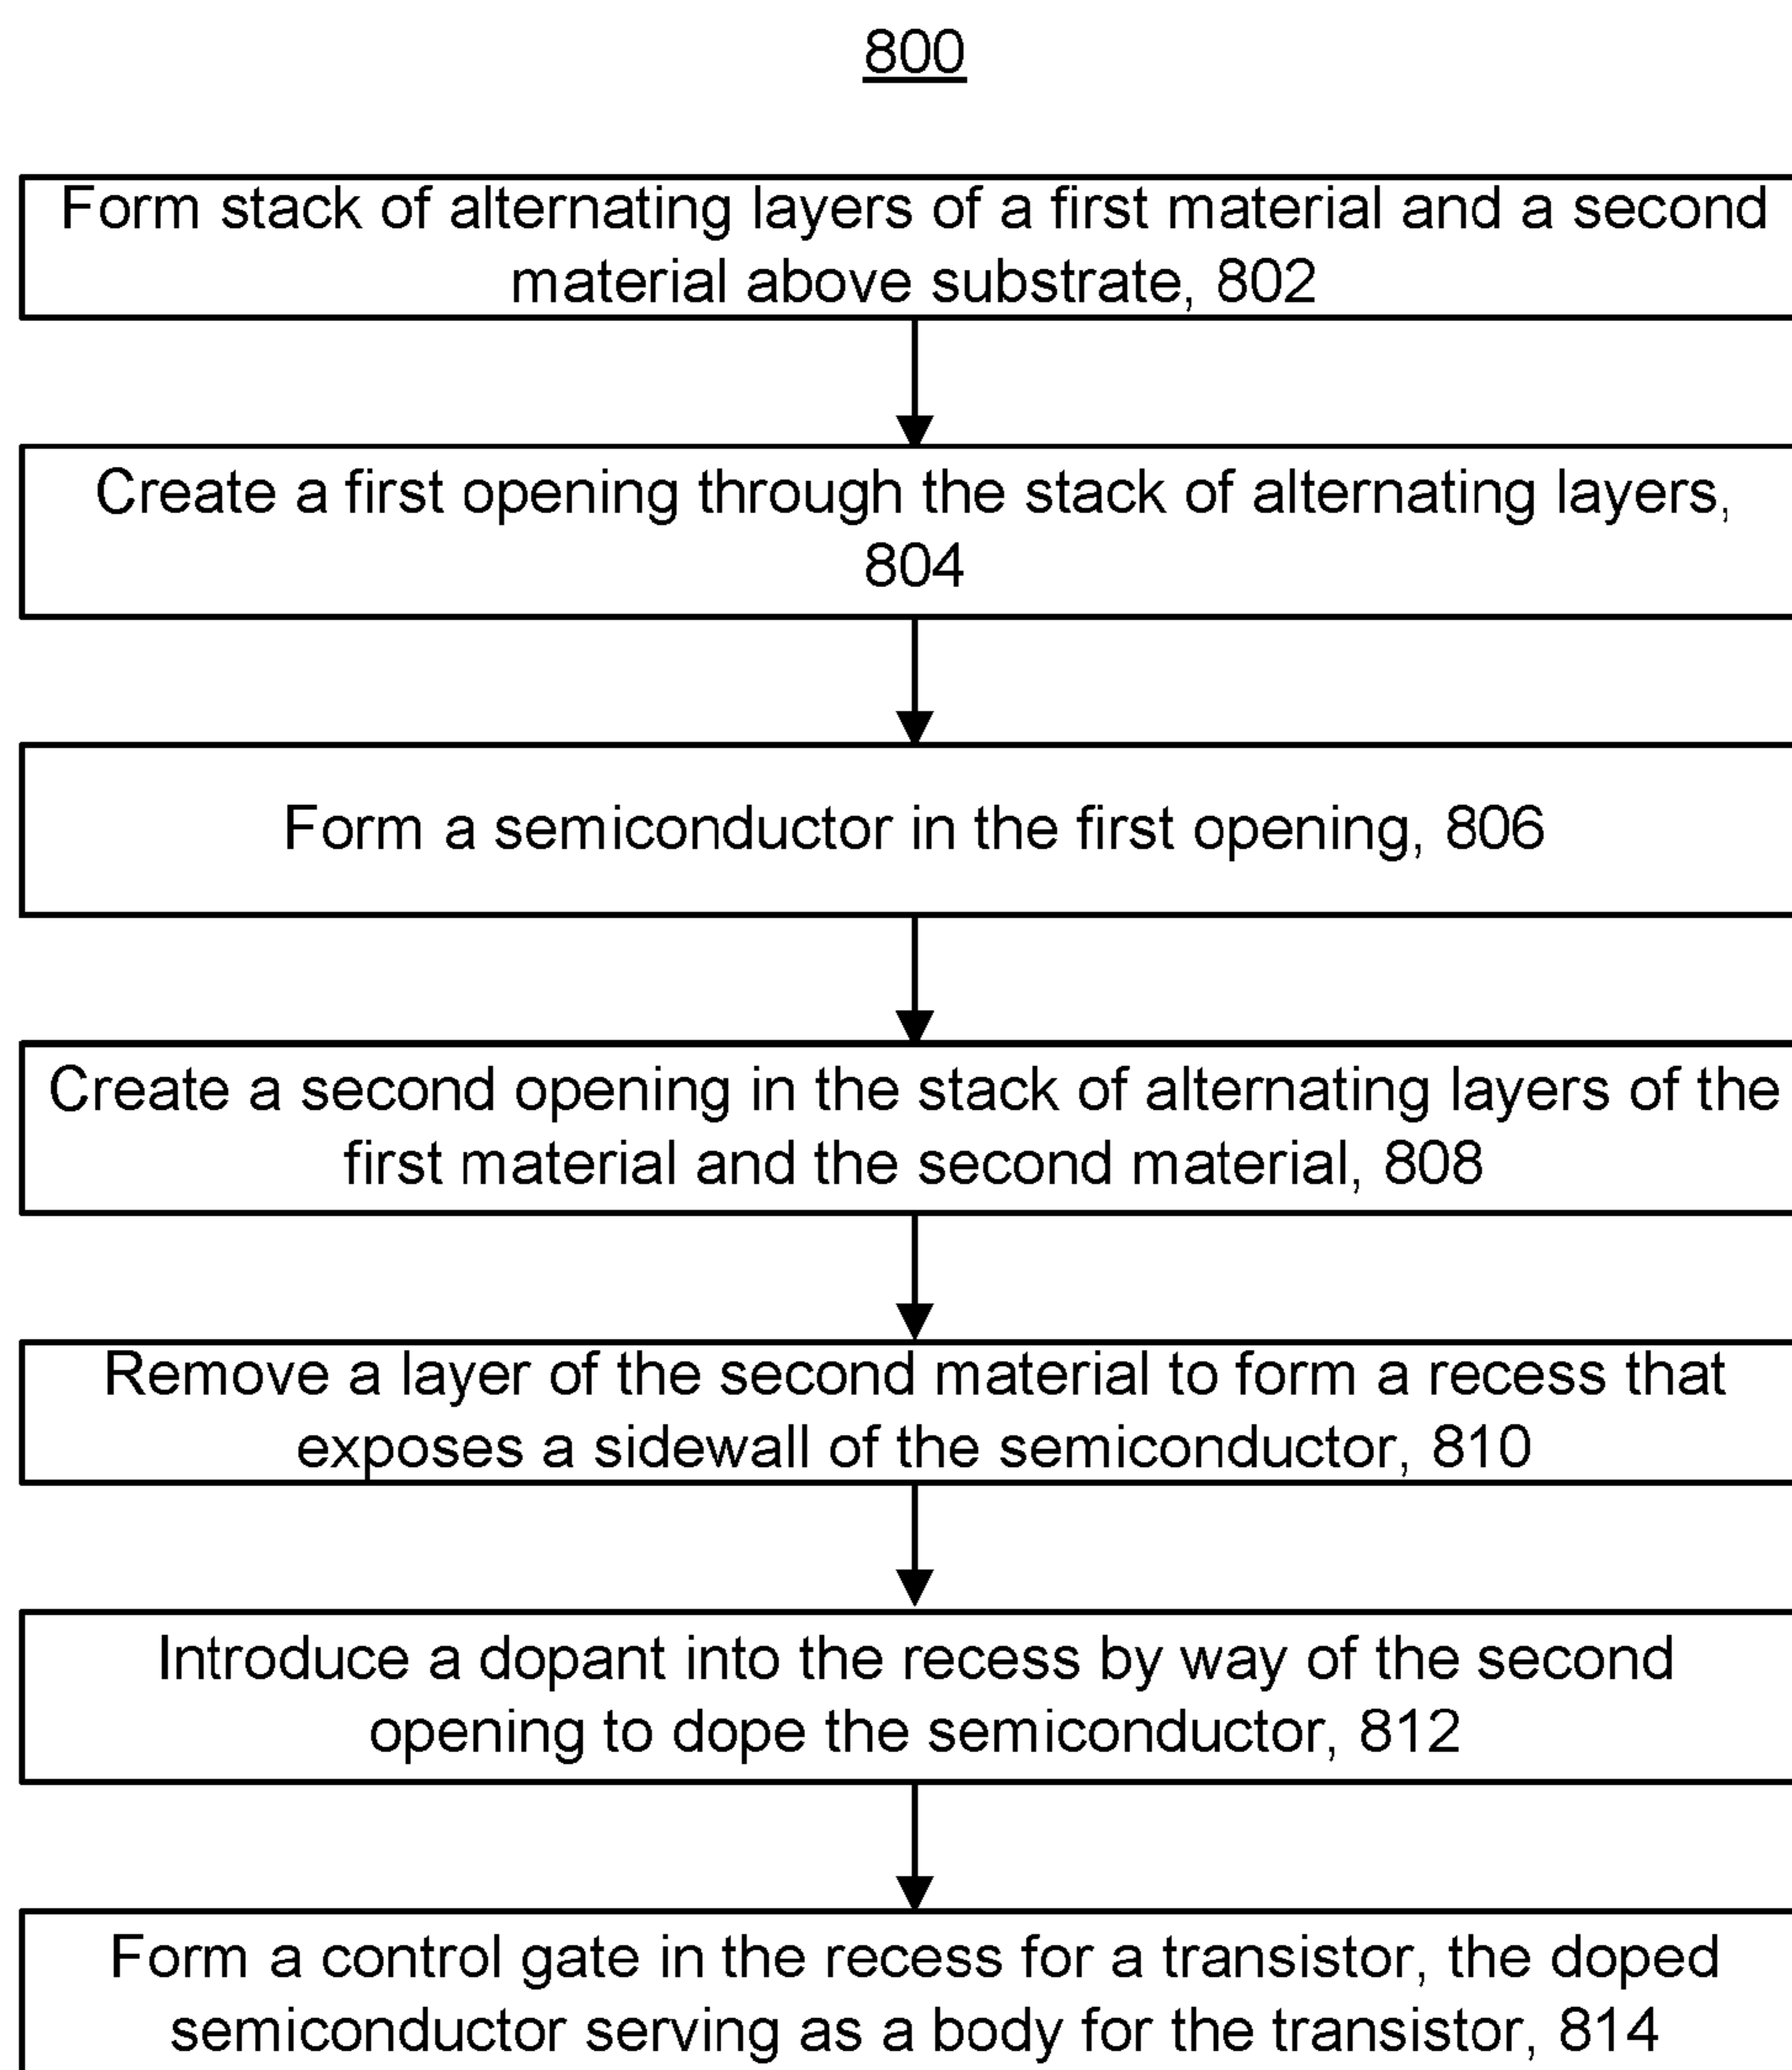 800
Form stack of alternating layers of a first material and a second
material above substrate, 802
Create a first opening through the stack of alternating layers,
804
Form a semiconductor in the first opening, 806
Create a second opening in the stack of alternating layers of the
first material and the second material, 808
Remove a layer of the second material to form a recess that
exposes a sidewall of the semiconductor, 810
Introduce a dopant into the recess by way of the second
opening to dope the semiconductor, 812
Form a control gate in the recess for a transistor, the doped
semiconductor serving as a body for the transistor, 814